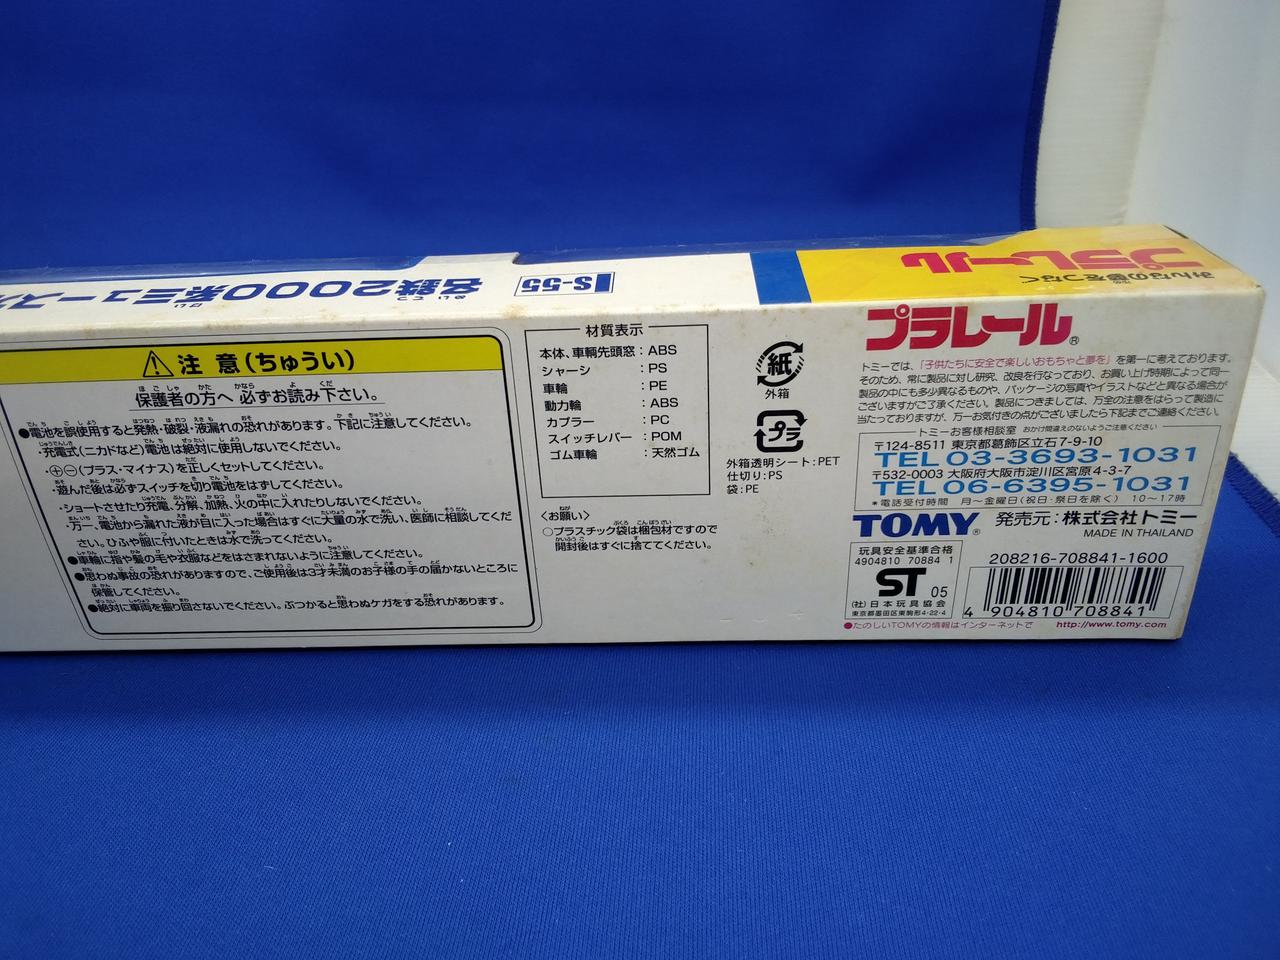 名鉄2000系ミュースカ
S-55
みんなの夢をつなぐ
プラレール
注意(ちゅうい)
保護者の方へ 必ずお読み下さい。
●電池を誤使用すると発熱・破裂・液漏れの恐れがあります。下記に注意してください。
・充電式(ニカドなど)電池は絶対に使用しないでください。
・⊕⊖(プラス・マイナス)を正しくセットしてください。
・遊んだ後は必ずスイッチを切り電池をはずしてください。
・ショートさせたり充電、分解、加熱、火の中に入れたりしないでください。
・万一、電池から漏れた液が目に入った場合はすぐに大量の水で洗い、医師に相談してくだ
さい。ひふや服に付いたときは水で洗ってください。
●車輪に指や髪の毛や衣服などをはさまれないように注意してください。
●思わぬ事故の恐れがありますので、ご使用後は3才未満のお子様の手の届かないところに
保管してください。
●絶対に車両を振り回さないでください。ぶつかると思わぬケガをする恐れがあります。
材質表示
本体、車輌先頭窓：ABS
シャーシ：PS
車輪：PE
動力輪：ABS
カプラー：PC
スイッチレバー：POM
ゴム車輪：天然ゴム
〈お願い〉
○プラスチック袋は梱包材ですので
開封後はすぐに捨ててください。
紙
外箱
プラ
外箱透明シート：PET
仕切り：PS
袋：PE
プラレール®
トミーでは、「子供たちに安全で楽しいおもちゃと夢を」を第一に考えております。
そのため、常に製品に対し研究、改良を行なっており、お買い上げ時期によって同一
製品の中にも多少異なるものや、パッケージの写真やイラストなどと異なる場合が
ございますがご了承ください。製品につきましては、万全の注意をはらって製造に
当たっておりますが、万一お気付きの点がございましたら下記までご連絡ください。
トミーお客様相談室 おかけ間違えのないようご注意ください
〒124-8511 東京都葛飾区立石7-9-10
TEL 03-3693-1031
〒532-0003 大阪府大阪市淀川区宮原4-3-7
TEL 06-6395-1031
*電話受付時間 月〜金曜日(祝日・祭日を除く) 10〜17時
TOMY® 発売元：株式会社トミー
MADE IN THAILAND
玩具安全基準合格
4904810 70884 1
ST 05
(社)日本玩具協会
東京都墨田区東駒形4-22-4
208216-708841-1600
4 904810 708841
●たのしいTOMYの情報はインターネットで http://www.tomy.com